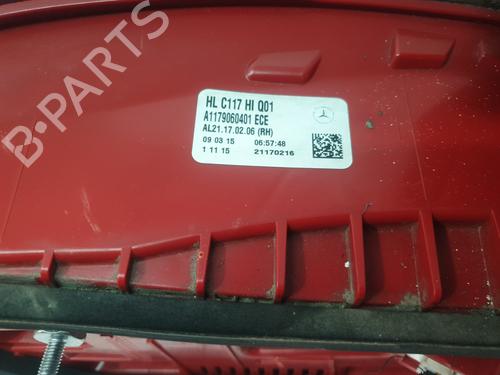 B-PARTS
HL C117 HI Q01
A1179060401 ECE
AL21.17.02.06 (RH)
09 03 15 06:57:48
1 11 15 21170216